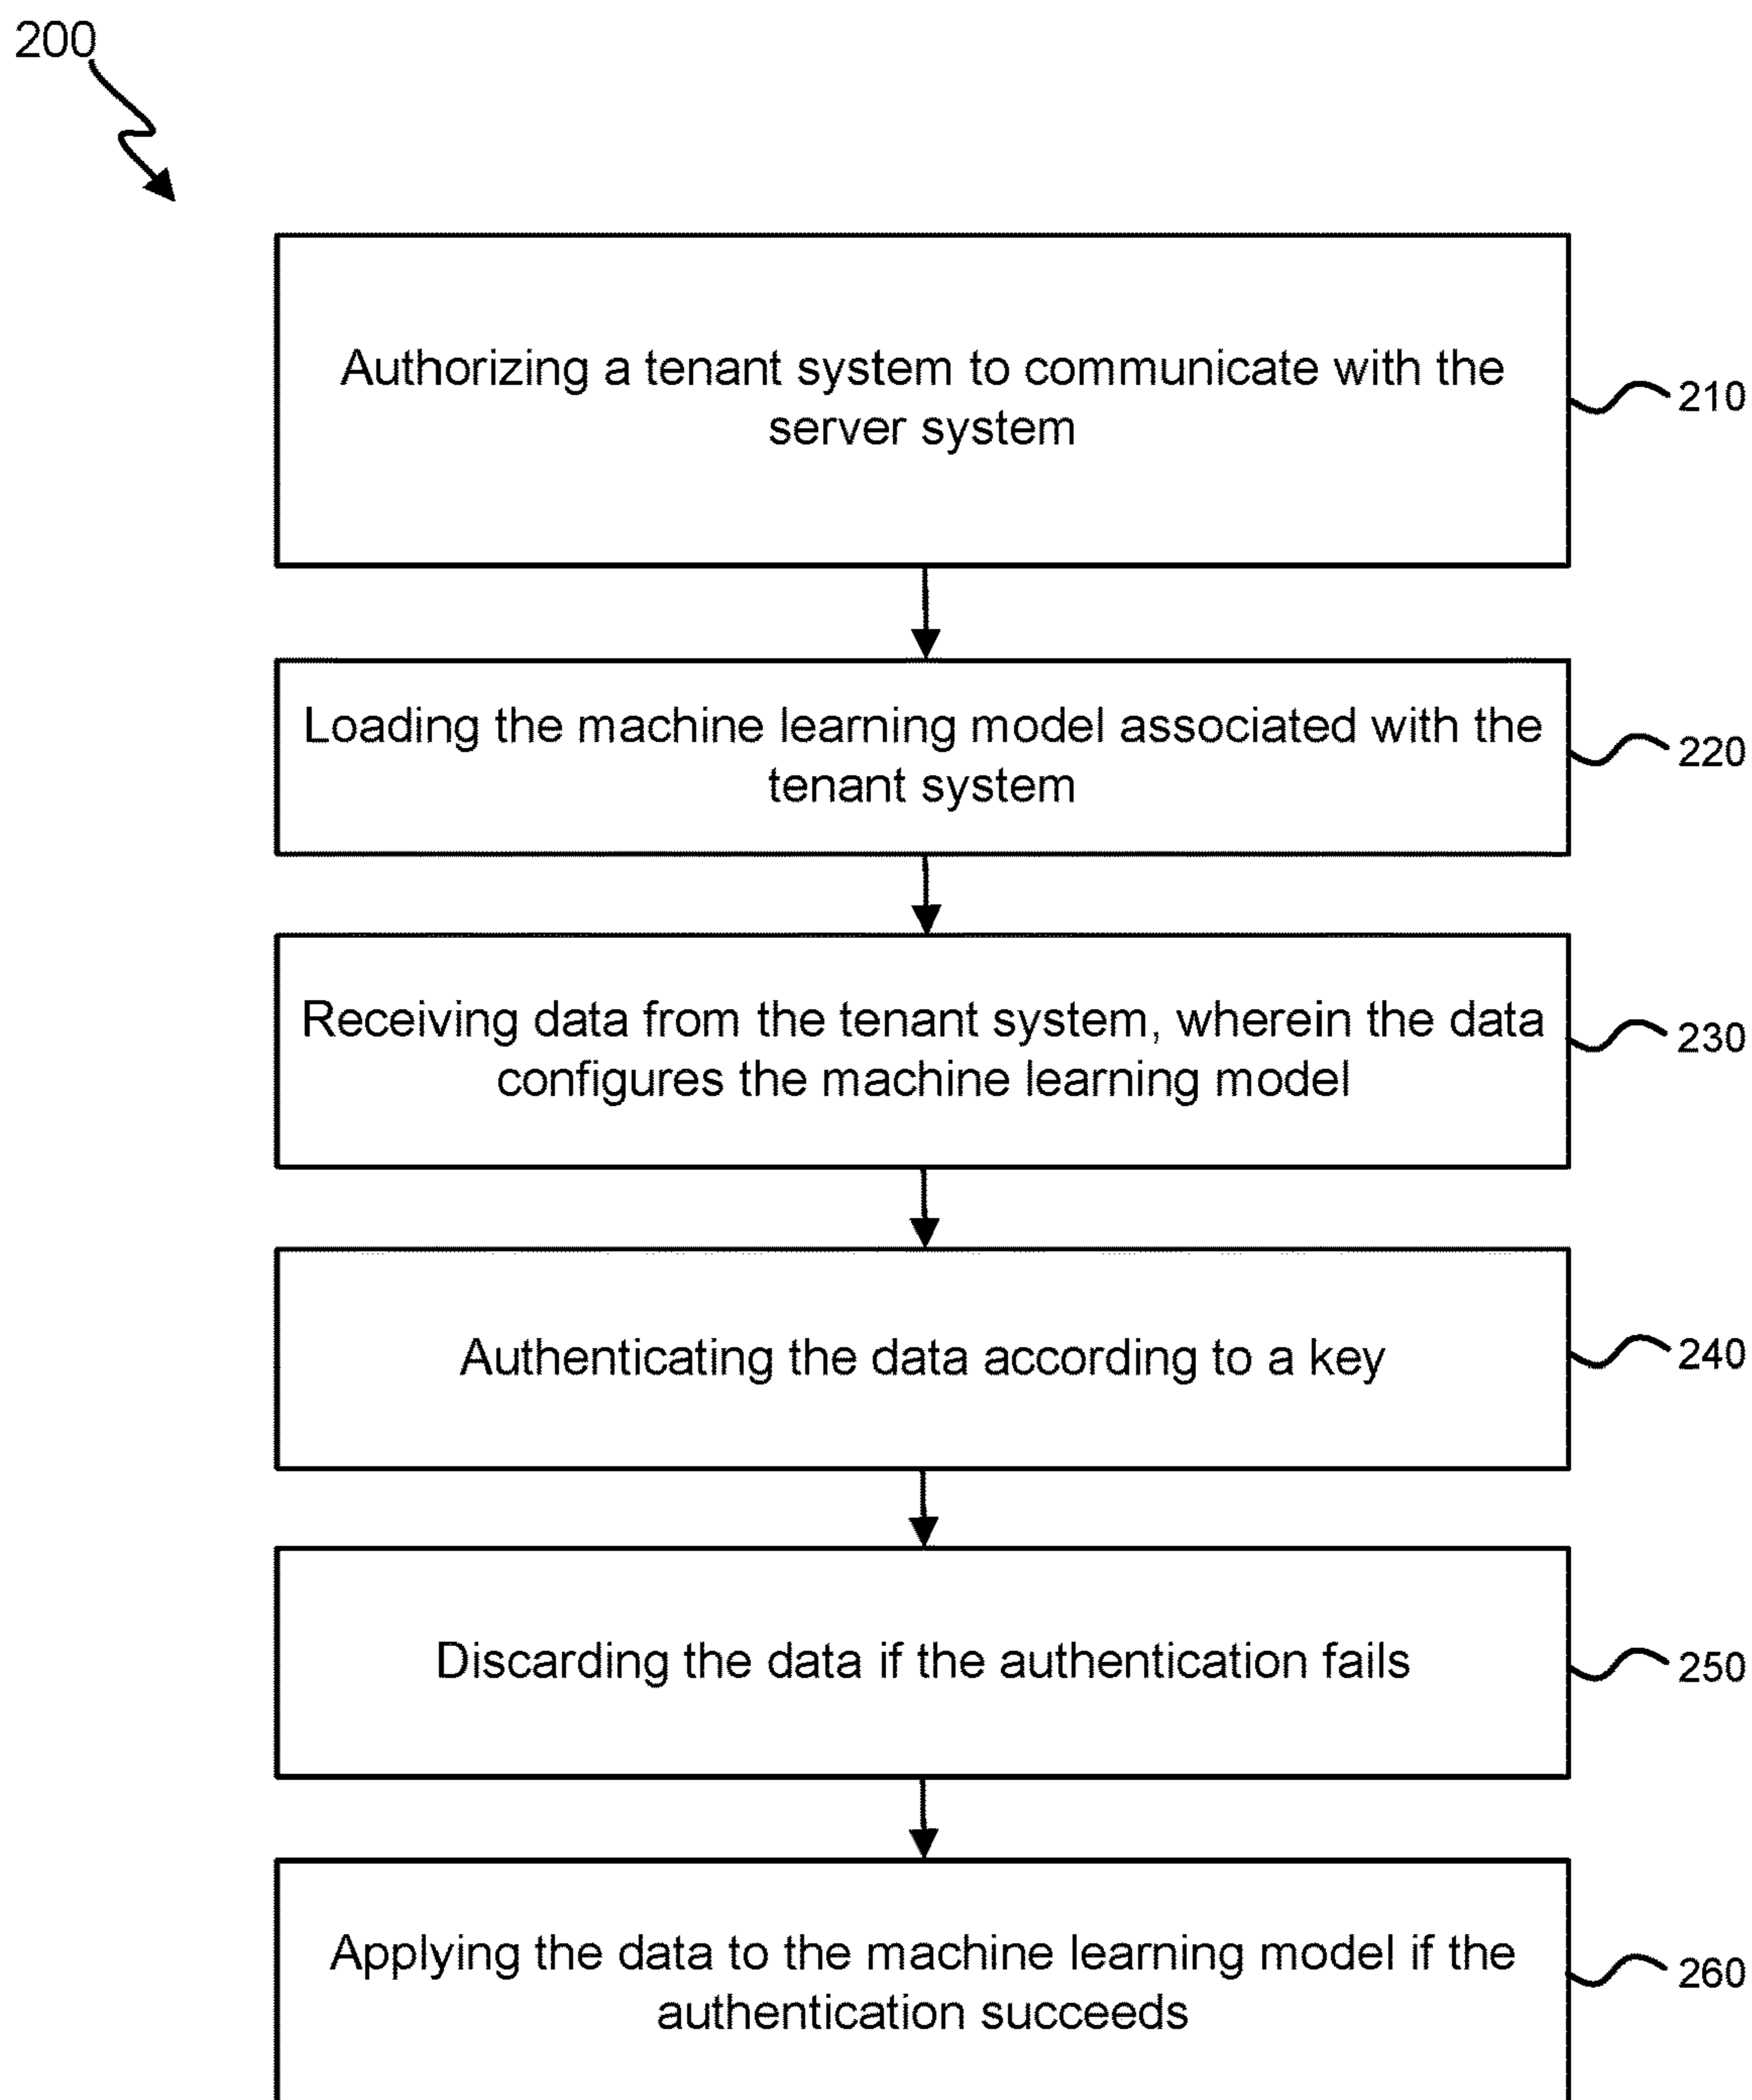 200
Authorizing a tenant system to communicate with the
server system
210
Loading the machine learning model associated with the
tenant system
220
Receiving data from the tenant system, wherein the data
configures the machine learning model
230
Authenticating the data according to a key
240
Discarding the data if the authentication fails
250
Applying the data to the machine learning model if the
authentication succeeds
260